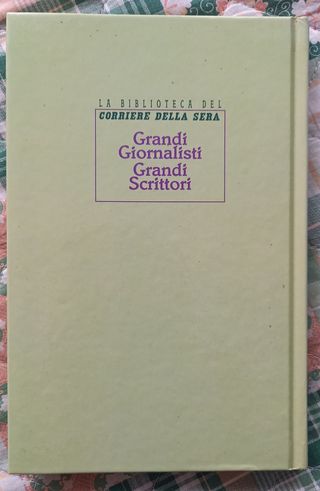 LA BIBLIOTECA DEL
CORRIERE DELLA SERA
Grandi
Giornalisti
Grandi
Scrittori